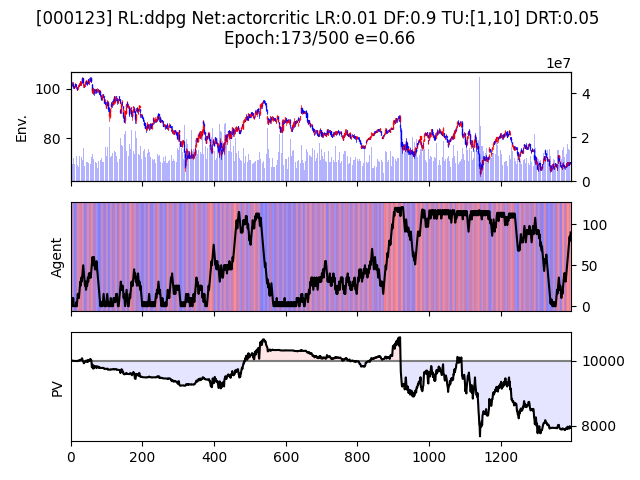 [000123] RL:ddpg Net:actorcritic LR:0.01 DF:0.9 TU:[1,10] DRT:0.05
Epoch:173/500 e=0.66
1e7
100
80
Env.
4
2
0
Agent
100
50
0
PV
10000
8000
0 200 400 600 800 1000 1200